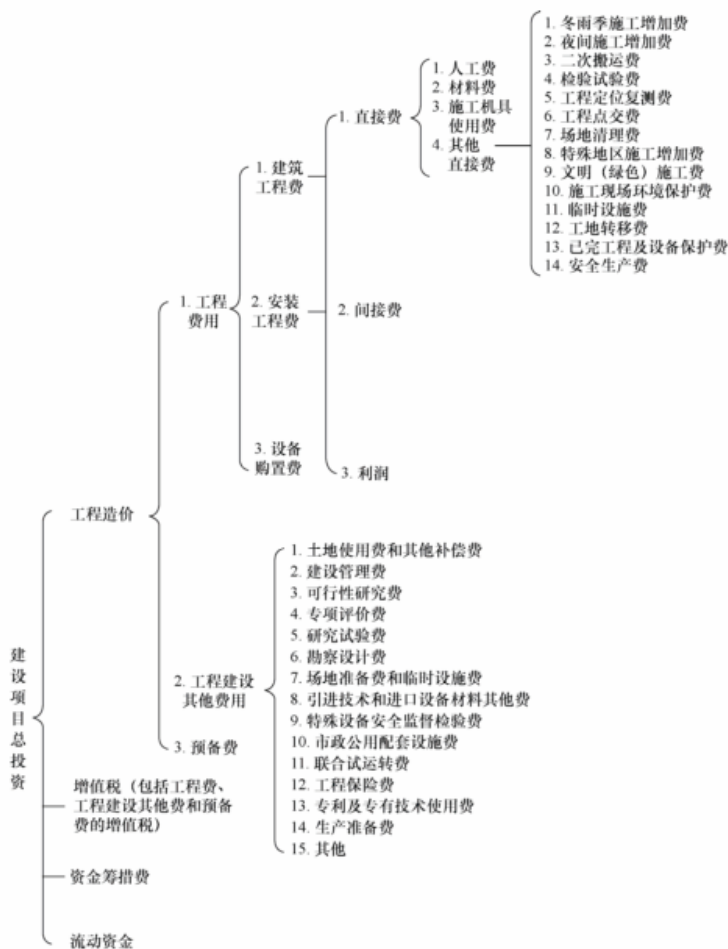 建设项目总投资
工程造价
1. 工程
费用
1. 建筑
工程费
2. 安装
工程费
3. 设备
购置费
1. 直接费
1. 人工费
2. 材料费
3. 施工机具
使用费
4. 其他
直接费
1. 冬雨季施工增加费
2. 夜间施工增加费
3. 二次搬运费
4. 检验试验费
5. 工程定位复测费
6. 工程点交费
7. 场地清理费
8. 特殊地区施工增加费
9. 文明（绿色）施工费
10. 施工现场环境保护费
11. 临时设施费
12. 工地转移费
13. 已完工程及设备保护费
14. 安全生产费
2. 间接费
3. 利润
2. 工程建设
其他费用
1. 土地使用费和其他补偿费
2. 建设管理费
3. 可行性研究费
4. 专项评价费
5. 研究试验费
6. 勘察设计费
7. 场地准备费和临时设施费
8. 引进技术和进口设备材料其他费
9. 特殊设备安全监督检验费
10. 市政公用配套设施费
11. 联合试运转费
12. 工程保险费
13. 专利及专有技术使用费
14. 生产准备费
15. 其他
3. 预备费
增值税（包括工程费、
工程建设其他费和预备
费的增值税）
资金筹措费
流动资金